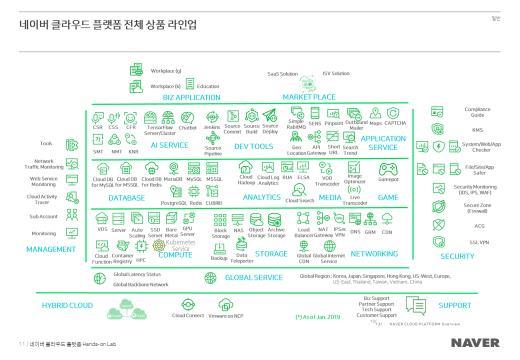 네이버 클라우드 플랫폼 전체 상품 라인업
일반
Workplace (g)
Workplace (k)
Education
BIZ APPLICATION
SaaS Solution
ISV Solution
MARKET PLACE
CSR
CSS
CFR
TensorFlow Server/Cluster
Chatbot
SMT
NMT
KNR
AI SERVICE
Jenkins
Source Commit
Source Build
Source Deploy
Source Pipeline
DEV TOOLS
Simple RabbitMQ
SENS
Pinpoint
Outbound Mailer
Maps
CAPTCHA
Geo Location
API Gateway
Search Trend
APPLICATION SERVICE
Cloud DB for MySQL
Cloud DB for MSSQL
Cloud DB for Redis
MariaDB
MySQL
MSSQL
PostgreSQL
Redis
CUBRID
DATABASE
Cloud Hadoop
Cloud Log Analytics
RUA
ELSA
Cloud Search
ANALYTICS
VOD Transcoder
Image Optimizer
Live Transcoder
MEDIA
Gamepot
GAME
VDS
Server
Auto Scaling
SSD Server
Bare Metal
GPU Server
Cloud Function
Container Registry
HPC
Kubernetes Service
COMPUTE
Block Storage
NAS
Object Storage
Archive Storage
Backup
Data Teleporter
STORAGE
Load Balancer
NAT Gateway
IPsec VPN
DNS
GRM
CDN
Global CDN
Global Internet Service
NETWORKING
Tools
Network Traffic Monitoring
Web Service Monitoring
Cloud Activity Tracer
Sub Account
Monitoring
MANAGEMENT
Compliance Guide
KMS
System/Web/App Checker
File/Site/App Safer
Security Monitoring (IDS, IPS, WAF)
Secure Zone (Firewall)
ACG
SSL VPN
SECURITY
Global Latency Status
Global Backbone Network
GLOBAL SERVICE
Global Region : Korea, Japan, Singapore, Hong Kong, US-West, Europe,
US-East, Thailand, Taiwan, Vietnam, China
HYBRID CLOUD
Cloud Connect
Vmware on NCP
(*) As of Jan. 2019
Biz Support
Partner Support
Tech Support
Customer Support
SUPPORT
NAVER CLOUD PLATFORM Overview
11 / 네이버 클라우드 플랫폼 Hands-on Lab
NAVER